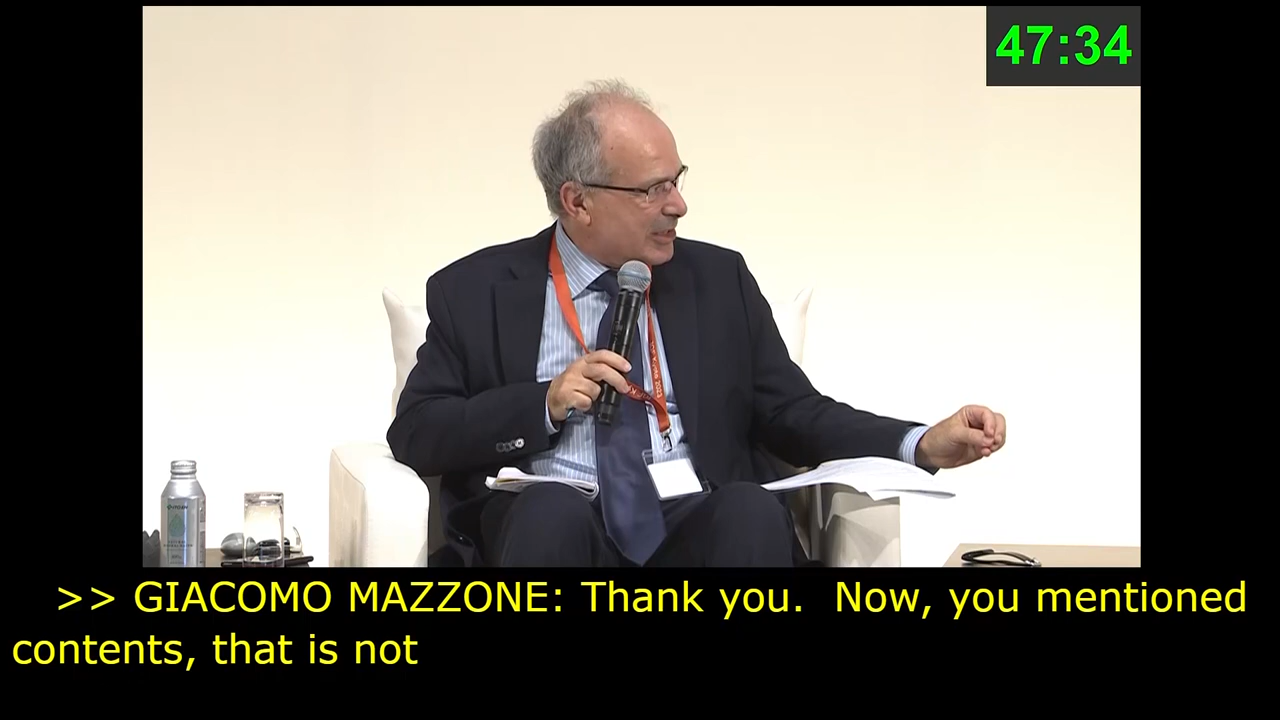 47:34
>> GIACOMO MAZZONE: Thank you.  Now, you mentioned
contents, that is not